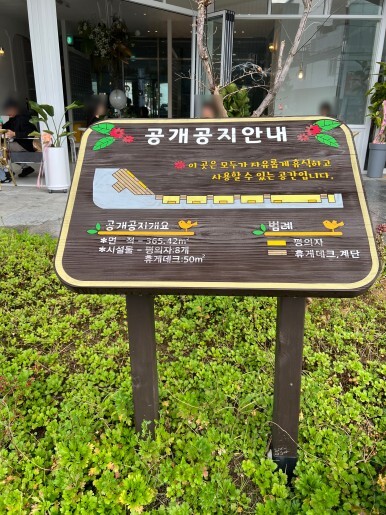 공개공지안내
이 곳은 모두가 자유롭게 휴식하고
사용할 수 있는 공간입니다.
공개공지개요
*면 적 - 365.42m²
*시설물 - 평의자:8개
휴게데크:50m²
범례
평의자
휴게데크,계단